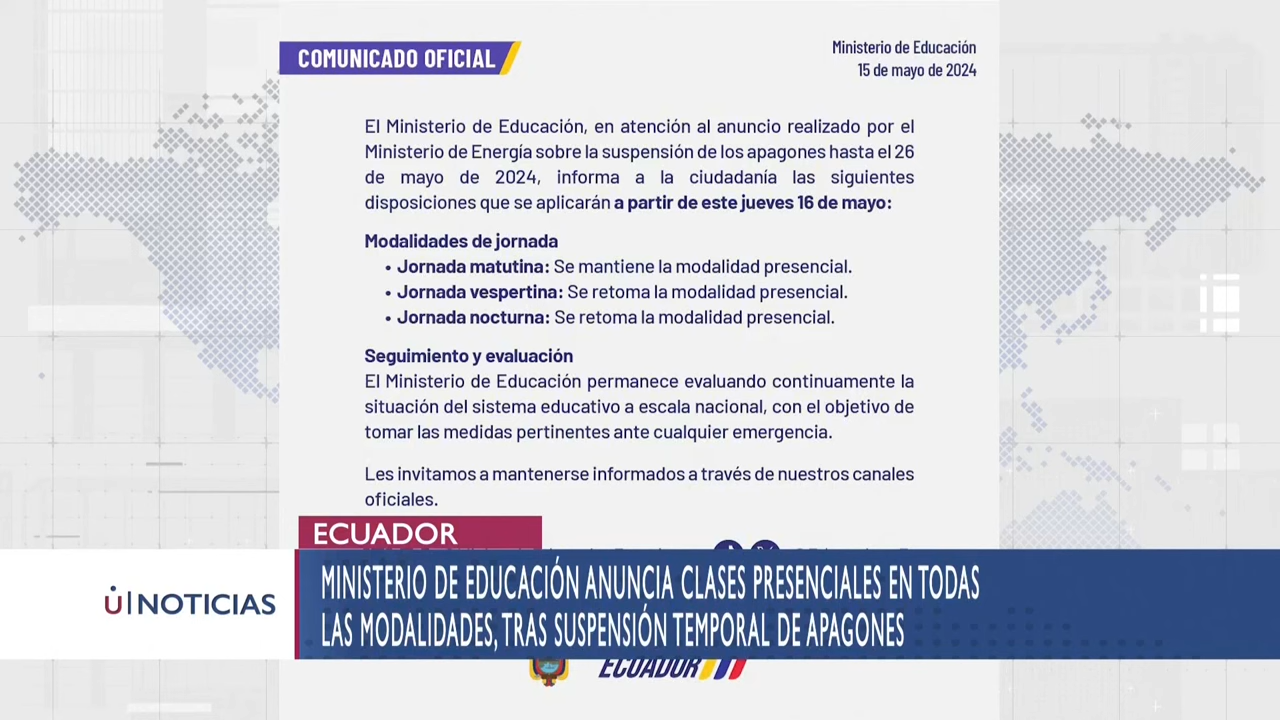 COMUNICADO OFICIAL
Ministerio de Educación
15 de mayo de 2024
El Ministerio de Educación, en atención al anuncio realizado por el
Ministerio de Energía sobre la suspensión de los apagones hasta el 26
de mayo de 2024, informa a la ciudadanía las siguientes
disposiciones que se aplicarán a partir de este jueves 16 de mayo:
Modalidades de jornada
• Jornada matutina: Se mantiene la modalidad presencial.
• Jornada vespertina: Se retoma la modalidad presencial.
• Jornada nocturna: Se retoma la modalidad presencial.
Seguimiento y evaluación
El Ministerio de Educación permanece evaluando continuamente la
situación del sistema educativo a escala nacional, con el objetivo de
tomar las medidas pertinentes ante cualquier emergencia.
Les invitamos a mantenerse informados a través de nuestros canales
oficiales.
ECUADOR
U| NOTICIAS
MINISTERIO DE EDUCACIÓN ANUNCIA CLASES PRESENCIALES EN TODAS
LAS MODALIDADES, TRAS SUSPENSIÓN TEMPORAL DE APAGONES
ECUADOR